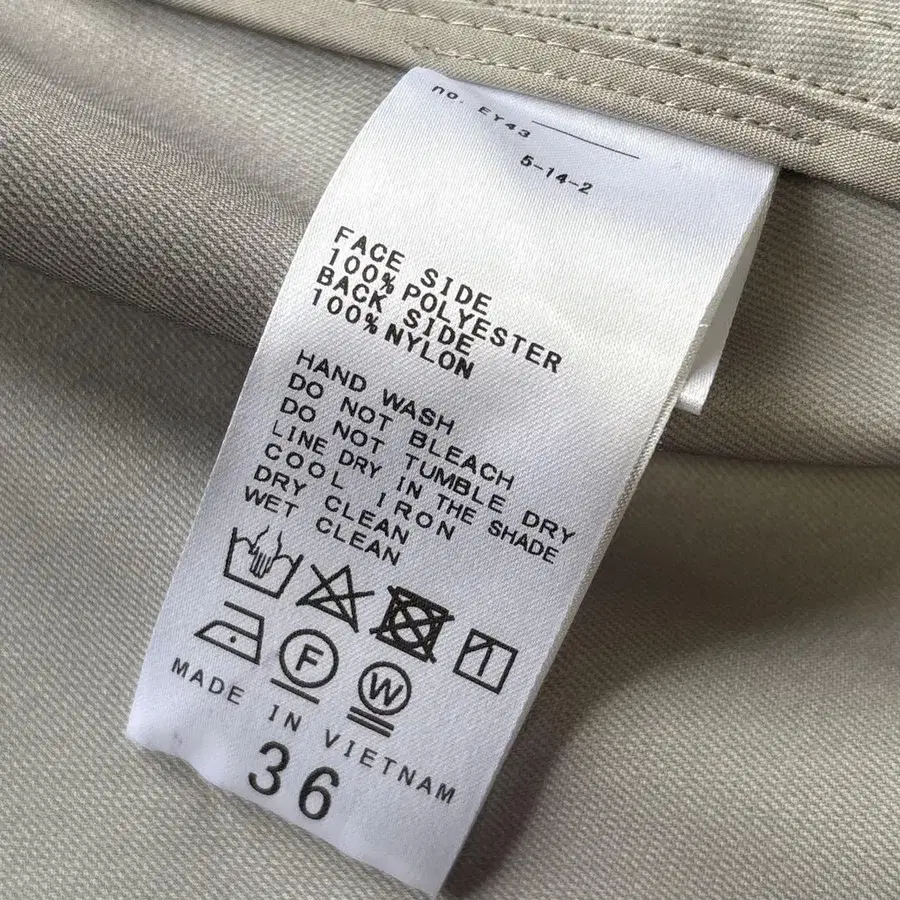 no. EY43
5-14-2
FACE SIDE
100% POLYESTER
BACK SIDE
100% NYLON
HAND WASH
DO NOT BLEACH
DO NOT TUMBLE DRY
LINE DRY IN THE SHADE
COOL IRON
DRY CLEAN
WET CLEAN
F
W
MADE IN VIETNAM
36